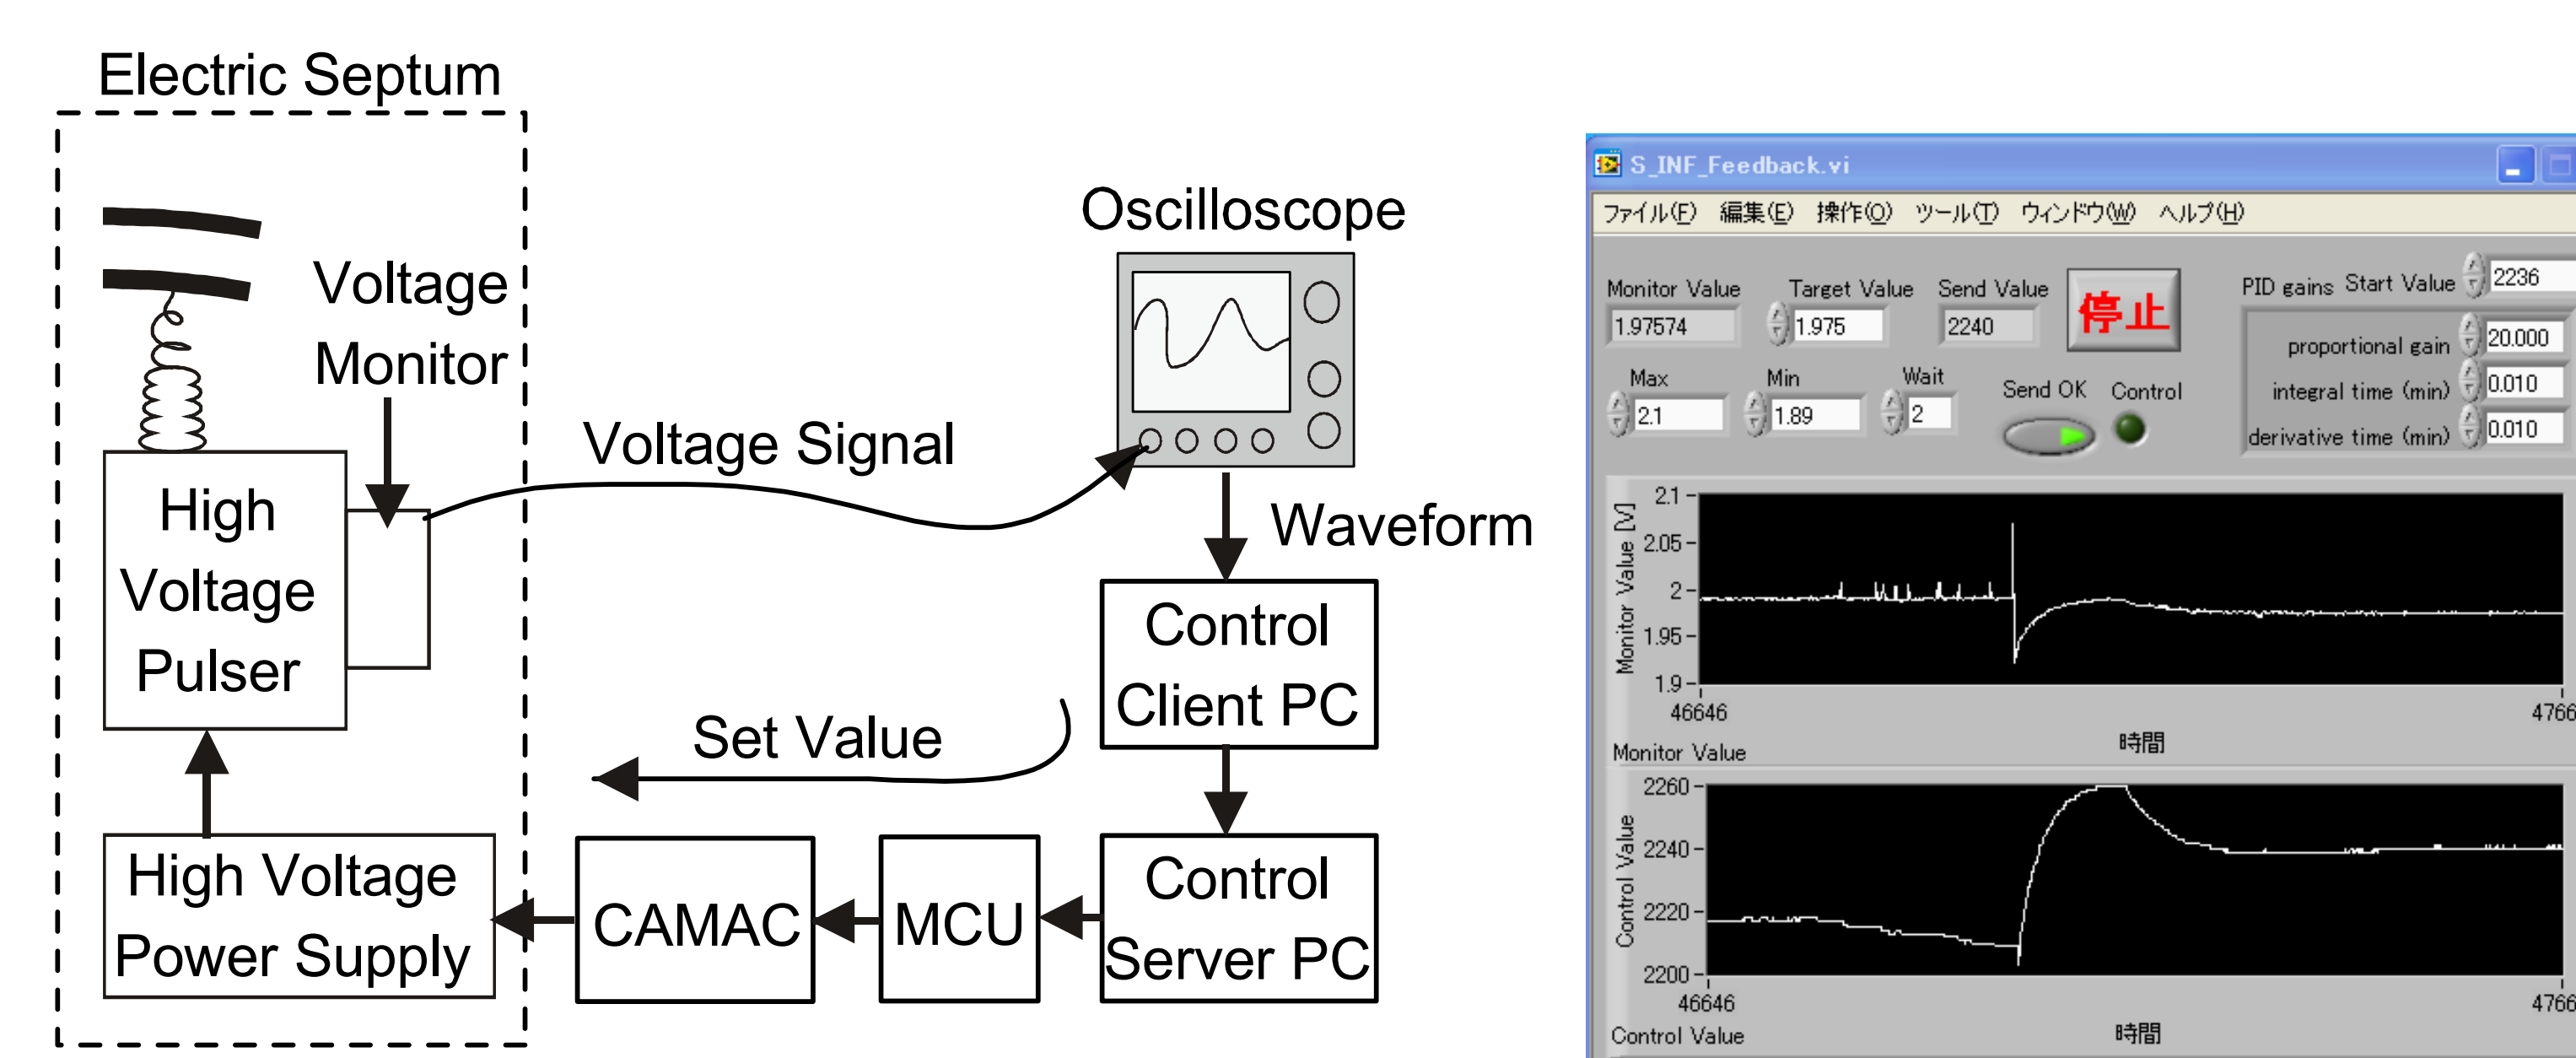 Electric Septum
Voltage
Monitor
High
Voltage
Pulser
High Voltage
Power Supply
Voltage Signal
Oscilloscope
Waveform
Control
Client PC
Set Value
CAMAC
MCU
Control
Server PC
S_INF_Feedback.vi
ファイル(F) 編集(E) 操作(O) ツール(T) ウィンドウ(W) ヘルプ(H)
Monitor Value Target Value Send Value
1.97574 1.975 2240 停止
PID gains Start Value 2236
proportional gain 20.000
integral time (min) 0.010
derivative time (min) 0.010
Max Min Wait Send OK Control
2.1 1.89 2
Monitor Value [V]
2.1
2.05
2
1.95
1.9
46646 4766
時間
Monitor Value
Control Value
2260
2240
2220
2200
46646 4766
時間
Control Value